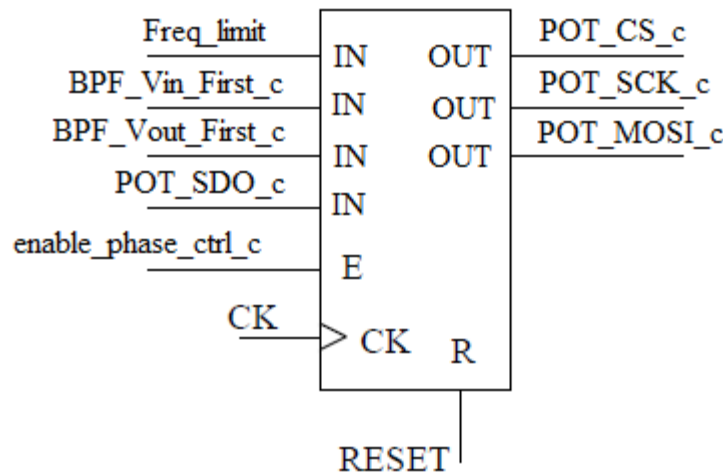 Freq_limit IN OUT POT_CS_c
BPF_Vin_First_c IN OUT POT_SCK_c
BPF_Vout_First_c IN OUT POT_MOSI_c
POT_SDO_c IN
enable_phase_ctrl_c E
CK CK R
RESET